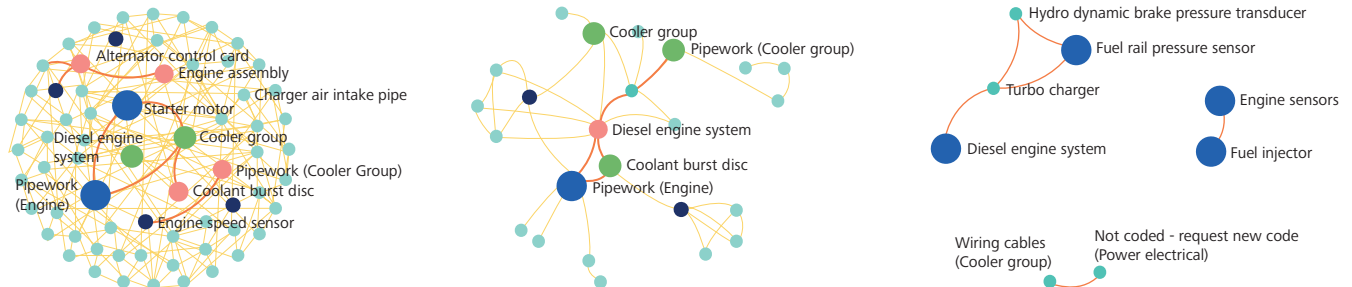 Alternator control card
Engine assembly
Charger air intake pipe
Starter motor
Diesel engine
system
Cooler group
Pipework (Cooler Group)
Pipework
(Engine)
Coolant burst disc
Engine speed sensor
Cooler group
Pipework (Cooler group)
Diesel engine system
Coolant burst disc
Pipework (Engine)
Hydro dynamic brake pressure transducer
Fuel rail pressure sensor
Turbo charger
Engine sensors
Diesel engine system
Fuel injector
Wiring cables
(Cooler group)
Not coded - request new code
(Power electrical)